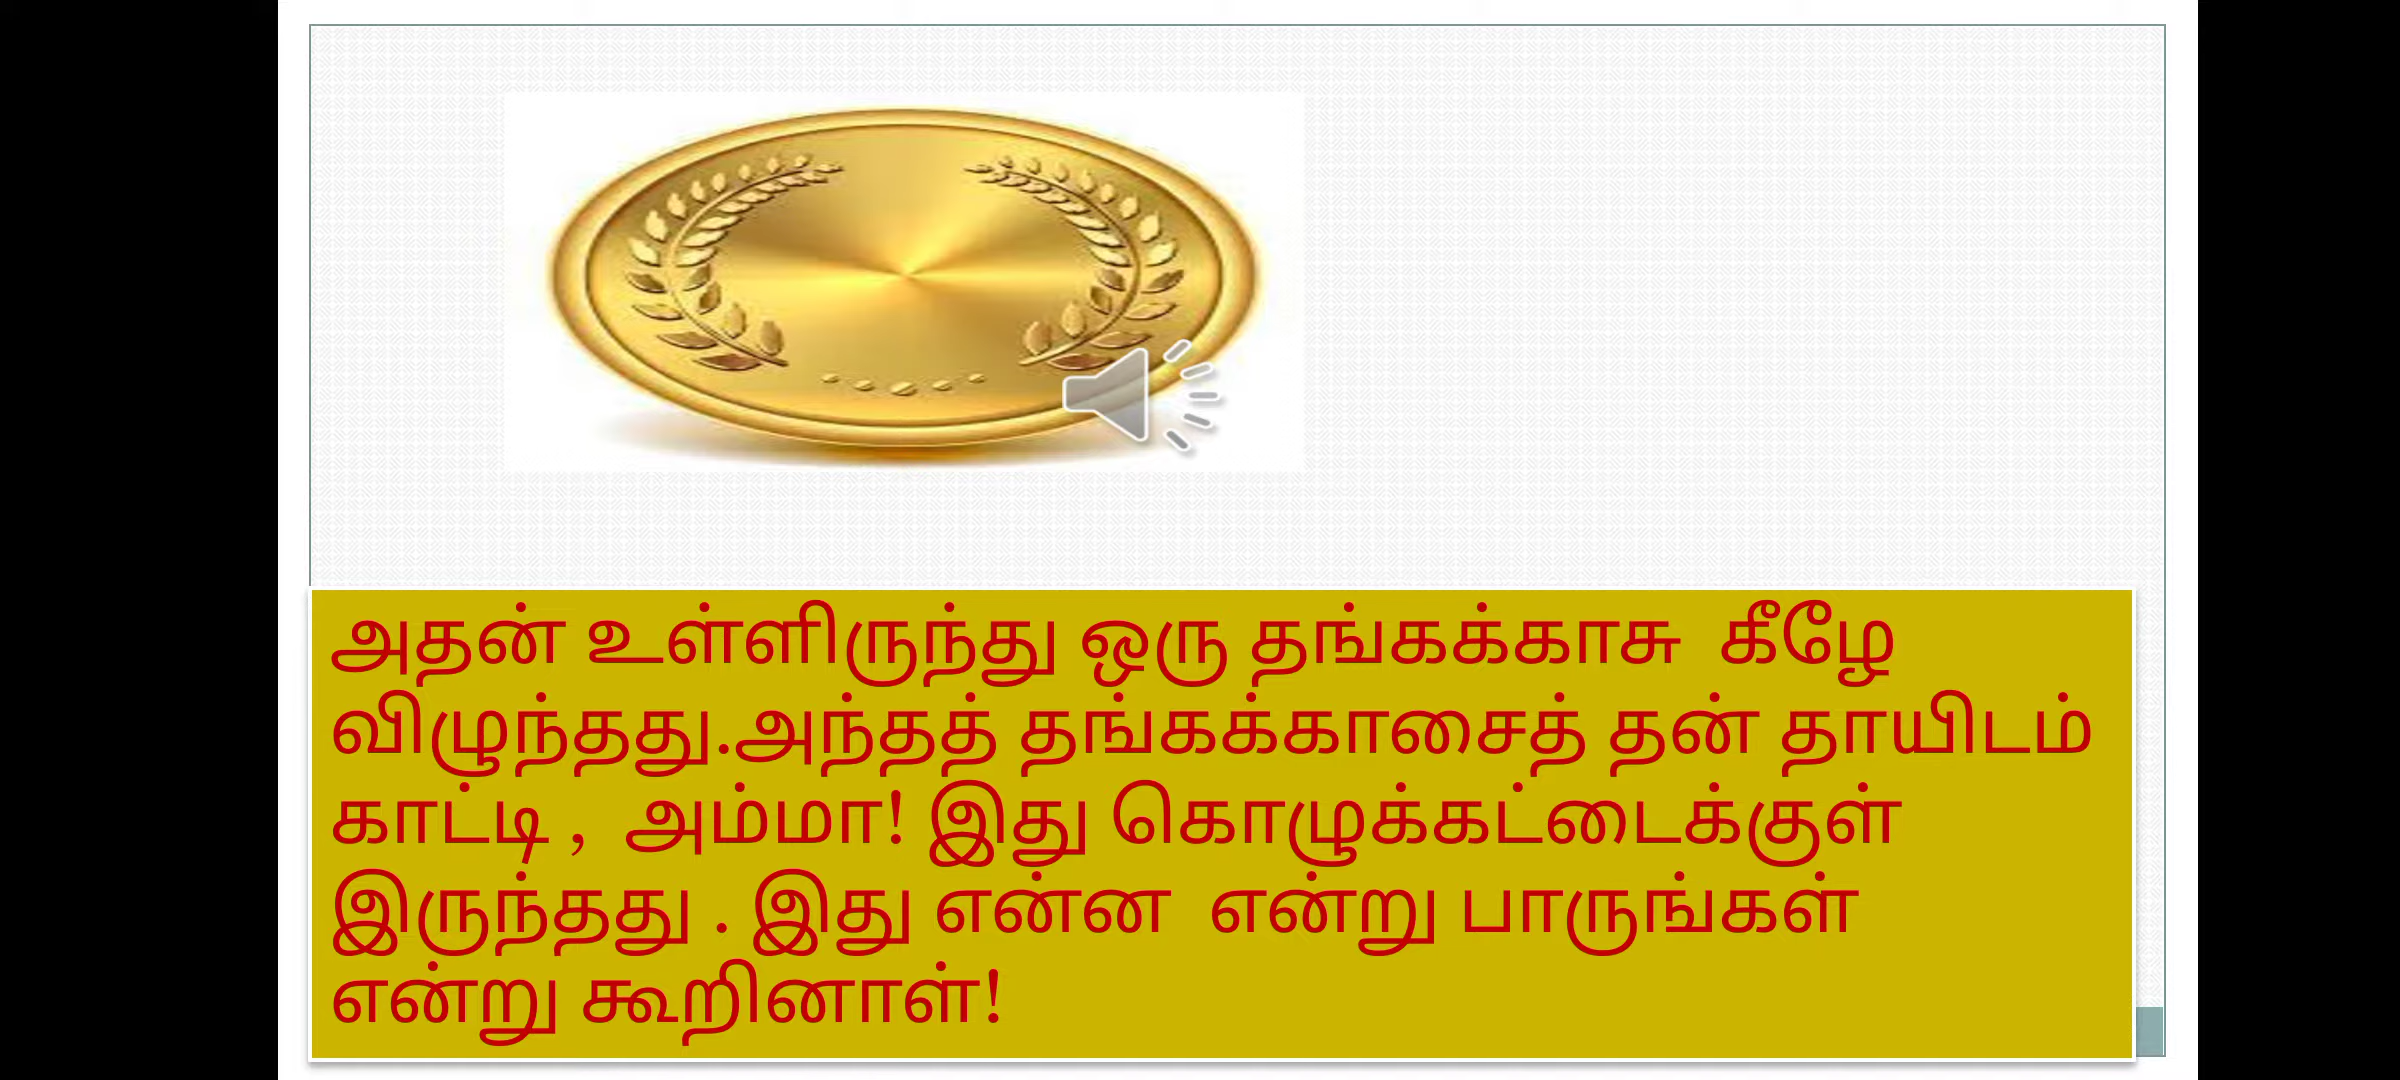 அதன் உள்ளிருந்து ஒரு தங்கக்காசு கீழே
விழுந்தது.அந்தத் தங்கக்காசைத் தன் தாயிடம்
காட்டி , அம்மா! இது கொழுக்கட்டைக்குள்
இருந்தது . இது என்ன என்று பாருங்கள்
என்று கூறினாள்!